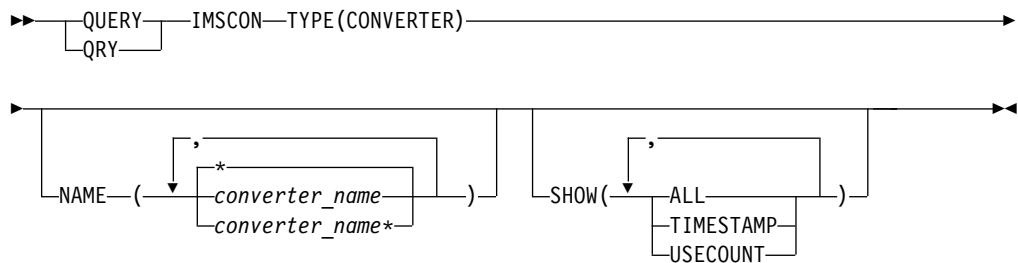 QUERY IMSCON TYPE(CONVERTER)
QRY
, ,
*
NAME ( converter_name ) SHOW( ALL )
converter_name* TIMESTAMP
USECOUNT